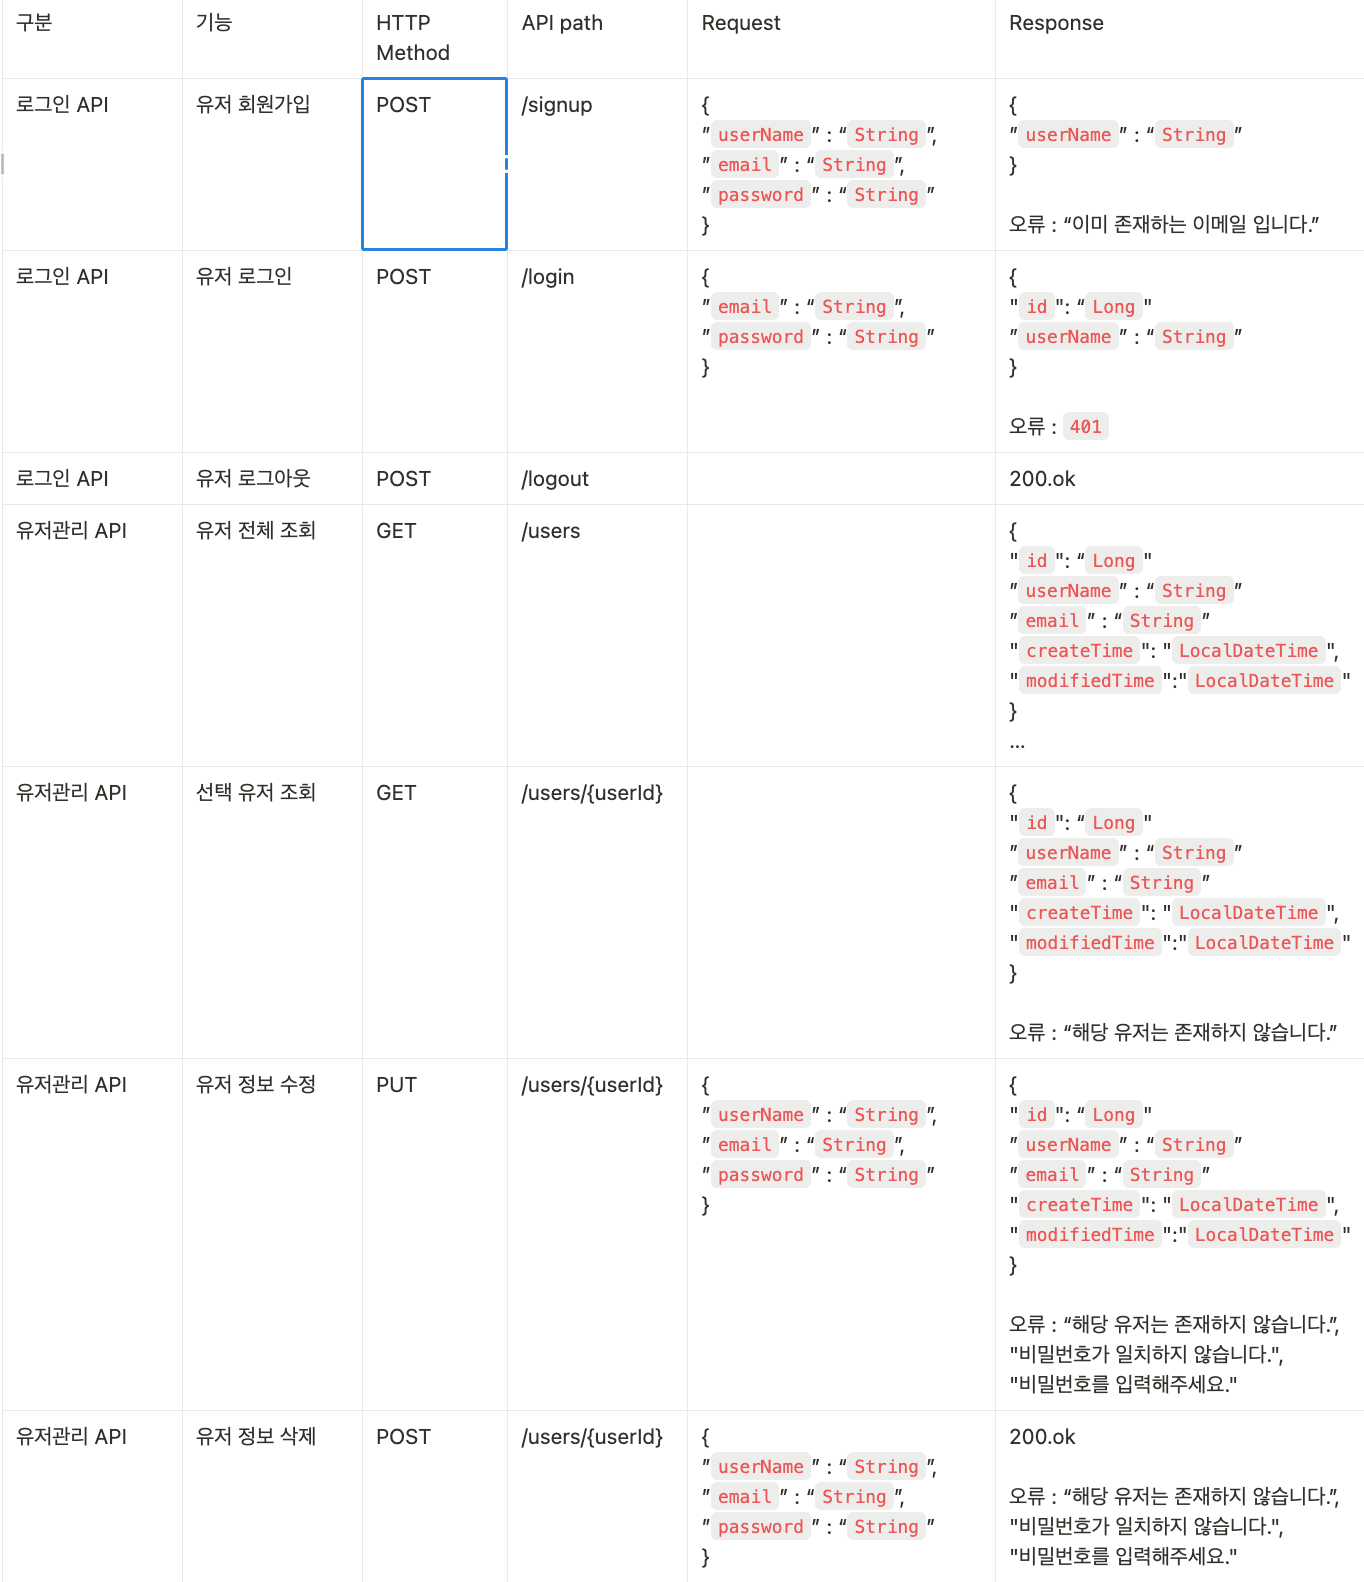 구분
기능
HTTP
Method
API path
Request
Response
로그인 API
유저 회원가입
POST
/signup
{
” userName ” : “ String ”,
” email ” : “ String ”,
” password ” : “ String ”
}
{
” userName ” : “ String ”
}
오류 : “이미 존재하는 이메일 입니다.”
로그인 API
유저 로그인
POST
/login
{
” email ” : “ String ”,
” password ” : “ String ”
}
{
" id ": “ Long "
” userName ” : “ String ”
}
오류 : 401
로그인 API
유저 로그아웃
POST
/logout
200.ok
유저관리 API
유저 전체 조회
GET
/users
{
" id ": “ Long "
” userName ” : “ String ”
” email ” : “ String ”
" createTime ": " LocalDateTime ",
" modifiedTime ":" LocalDateTime "
}
...
유저관리 API
선택 유저 조회
GET
/users/{userId}
{
" id ": “ Long "
” userName ” : “ String ”
” email ” : “ String ”
" createTime ": " LocalDateTime ",
" modifiedTime ":" LocalDateTime "
}
오류 : “해당 유저는 존재하지 않습니다.”
유저관리 API
유저 정보 수정
PUT
/users/{userId}
{
” userName ” : “ String ”,
” email ” : “ String ”,
” password ” : “ String ”
}
{
" id ": “ Long "
” userName ” : “ String ”
” email ” : “ String ”
" createTime ": " LocalDateTime ",
" modifiedTime ":" LocalDateTime "
}
오류 : “해당 유저는 존재하지 않습니다.”,
"비밀번호가 일치하지 않습니다.",
"비밀번호를 입력해주세요."
유저관리 API
유저 정보 삭제
POST
/users/{userId}
{
” userName ” : “ String ”,
” email ” : “ String ”,
” password ” : “ String ”
}
200.ok
오류 : “해당 유저는 존재하지 않습니다.”,
"비밀번호가 일치하지 않습니다.",
"비밀번호를 입력해주세요."